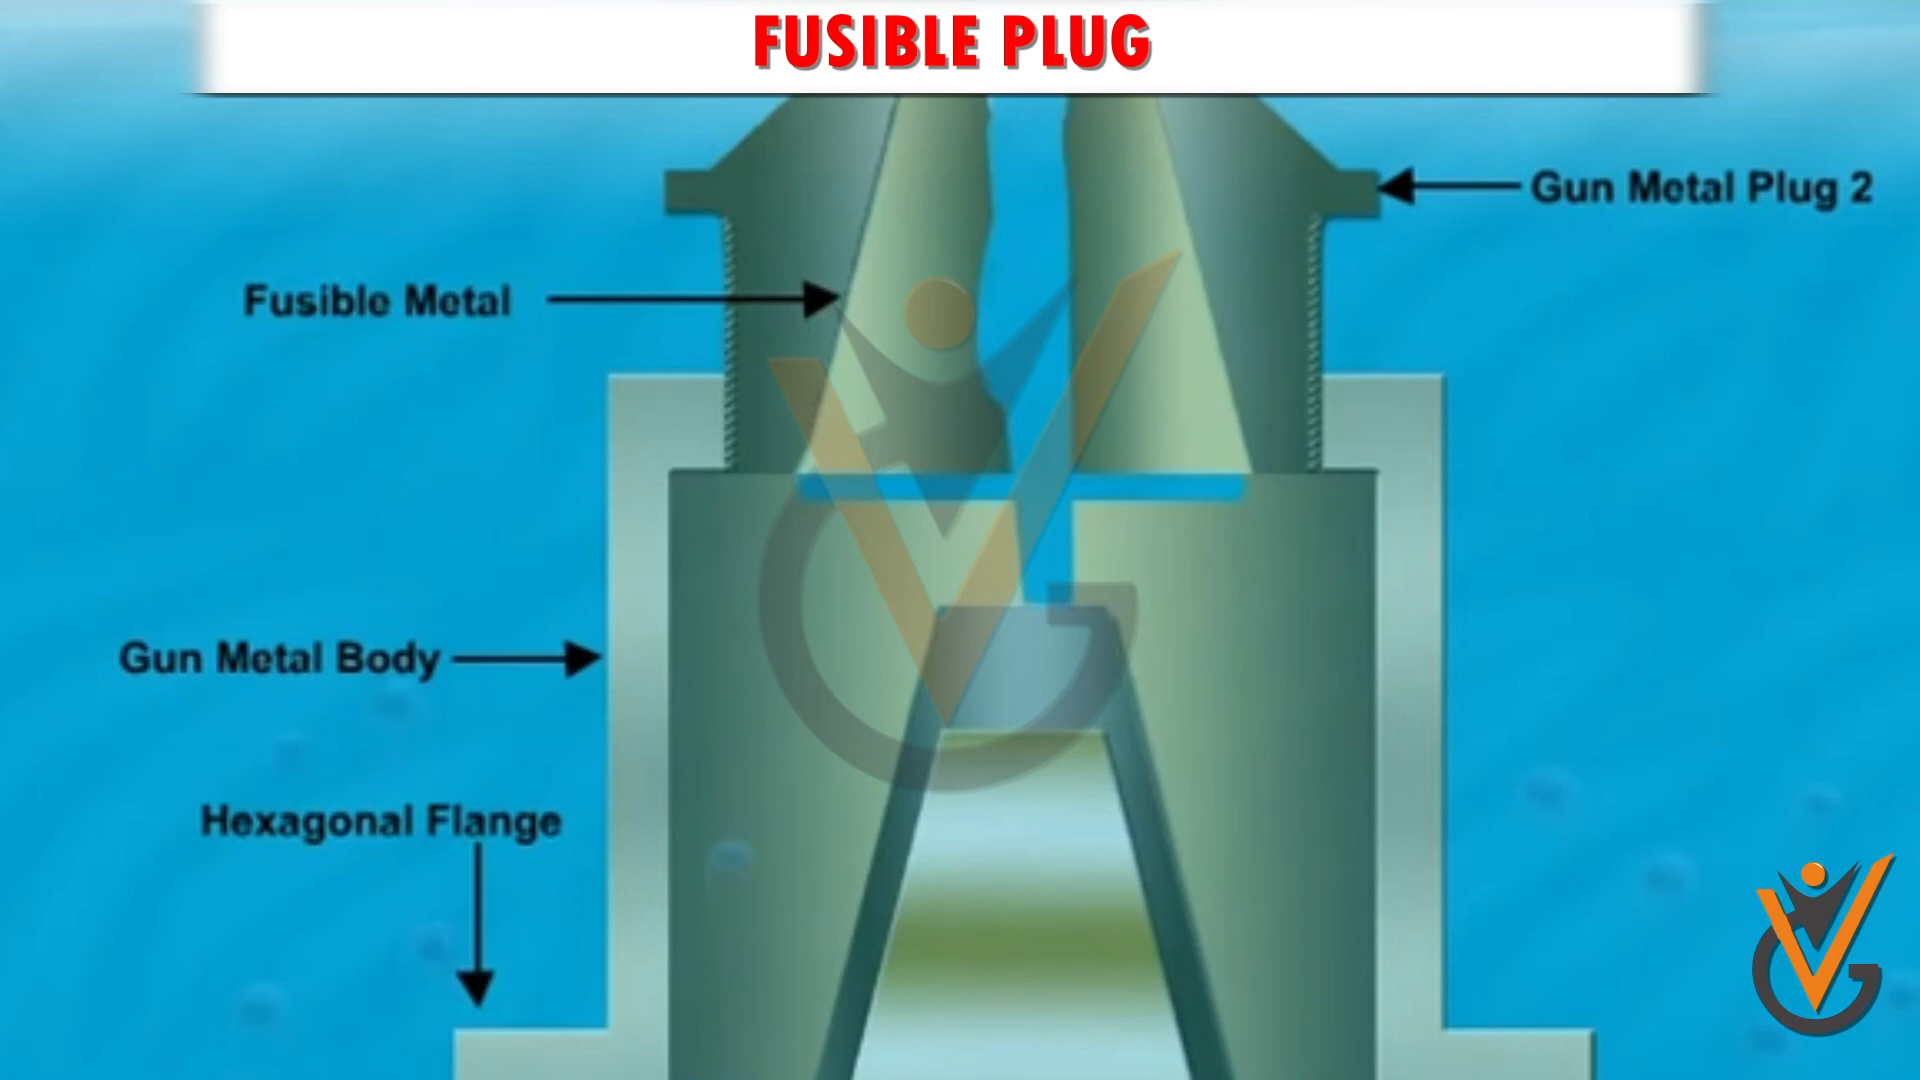 FUSIBLE PLUG
Gun Metal Plug 2
Fusible Metal
Gun Metal Body
Hexagonal Flange